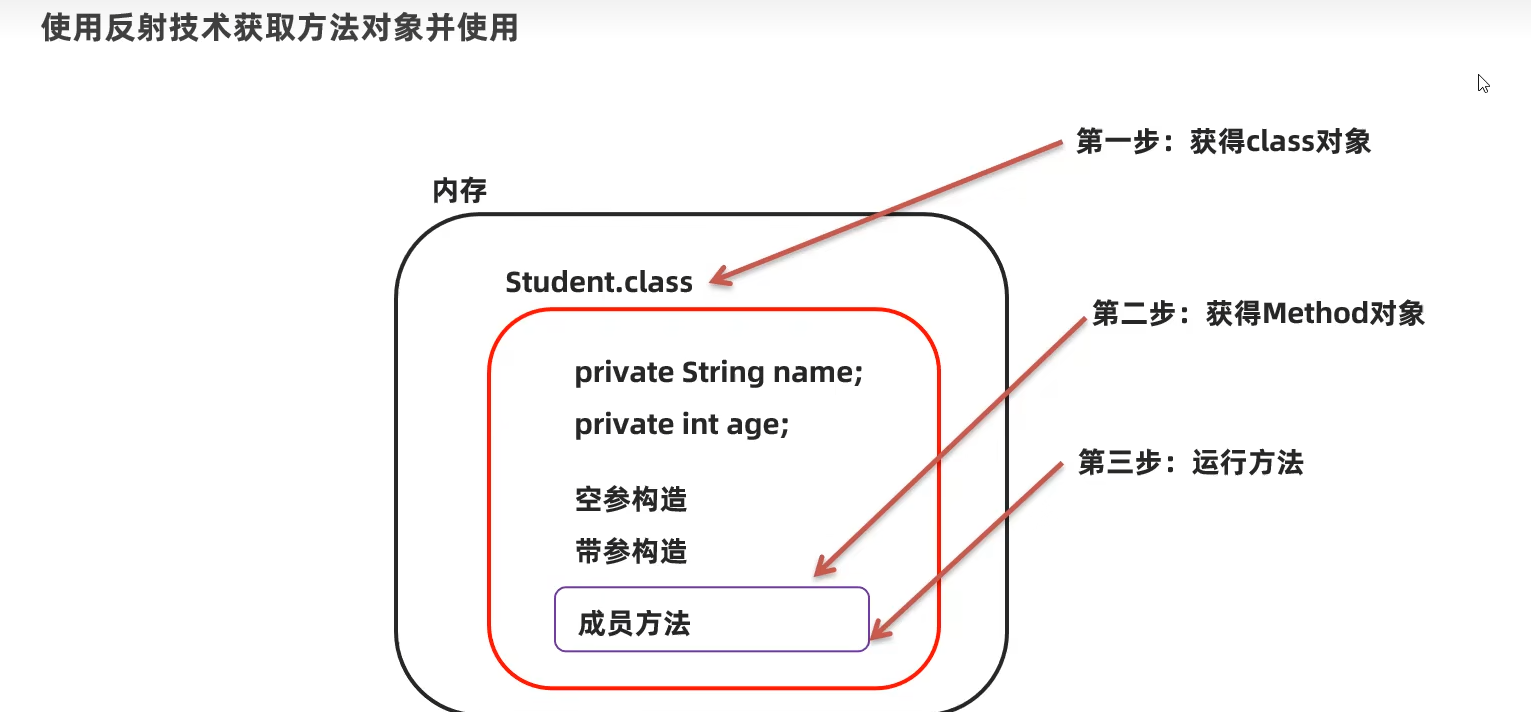 使用反射技术获取方法对象并使用
第一步：获得class对象
内存
Student.class
第二步：获得Method对象
private String name;
private int age;
第三步：运行方法
空参构造
带参构造
成员方法